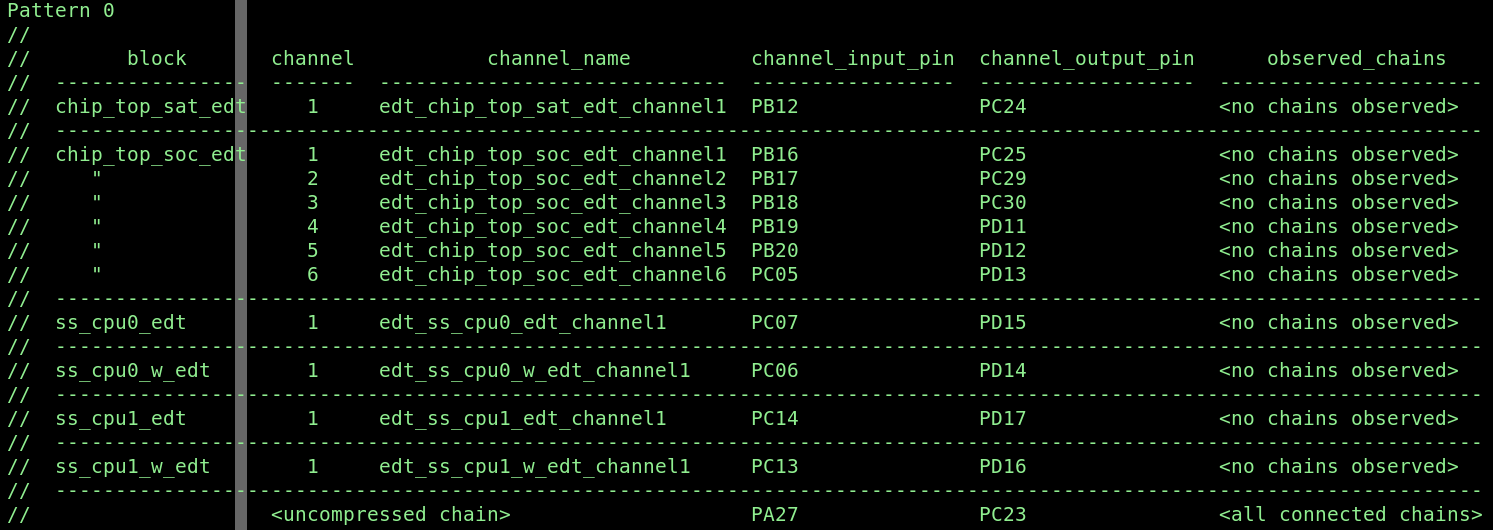 Pattern 0
//
//        block       channel           channel_name          channel_input_pin  channel_output_pin      observed_chains
//  ----------------  -------  -----------------------------  -----------------  ------------------  ----------------------
//  chip_top_sat_edt     1     edt_chip_top_sat_edt_channel1  PB12               PC24                <no chains observed>
//  -----------------------------------------------------------------------------------------------------------------------
//  chip_top_soc_edt     1     edt_chip_top_soc_edt_channel1  PB16               PC25                <no chains observed>
//     "                 2     edt_chip_top_soc_edt_channel2  PB17               PC29                <no chains observed>
//     "                 3     edt_chip_top_soc_edt_channel3  PB18               PC30                <no chains observed>
//     "                 4     edt_chip_top_soc_edt_channel4  PB19               PD11                <no chains observed>
//     "                 5     edt_chip_top_soc_edt_channel5  PB20               PD12                <no chains observed>
//     "                 6     edt_chip_top_soc_edt_channel6  PC05               PD13                <no chains observed>
//  -----------------------------------------------------------------------------------------------------------------------
//  ss_cpu0_edt          1     edt_ss_cpu0_edt_channel1       PC07               PD15                <no chains observed>
//  -----------------------------------------------------------------------------------------------------------------------
//  ss_cpu0_w_edt        1     edt_ss_cpu0_w_edt_channel1     PC06               PD14                <no chains observed>
//  -----------------------------------------------------------------------------------------------------------------------
//  ss_cpu1_edt          1     edt_ss_cpu1_edt_channel1       PC14               PD17                <no chains observed>
//  -----------------------------------------------------------------------------------------------------------------------
//  ss_cpu1_w_edt        1     edt_ss_cpu1_w_edt_channel1     PC13               PD16                <no chains observed>
//  -----------------------------------------------------------------------------------------------------------------------
//                    <uncompressed chain>                    PA27               PC23                <all connected chains>